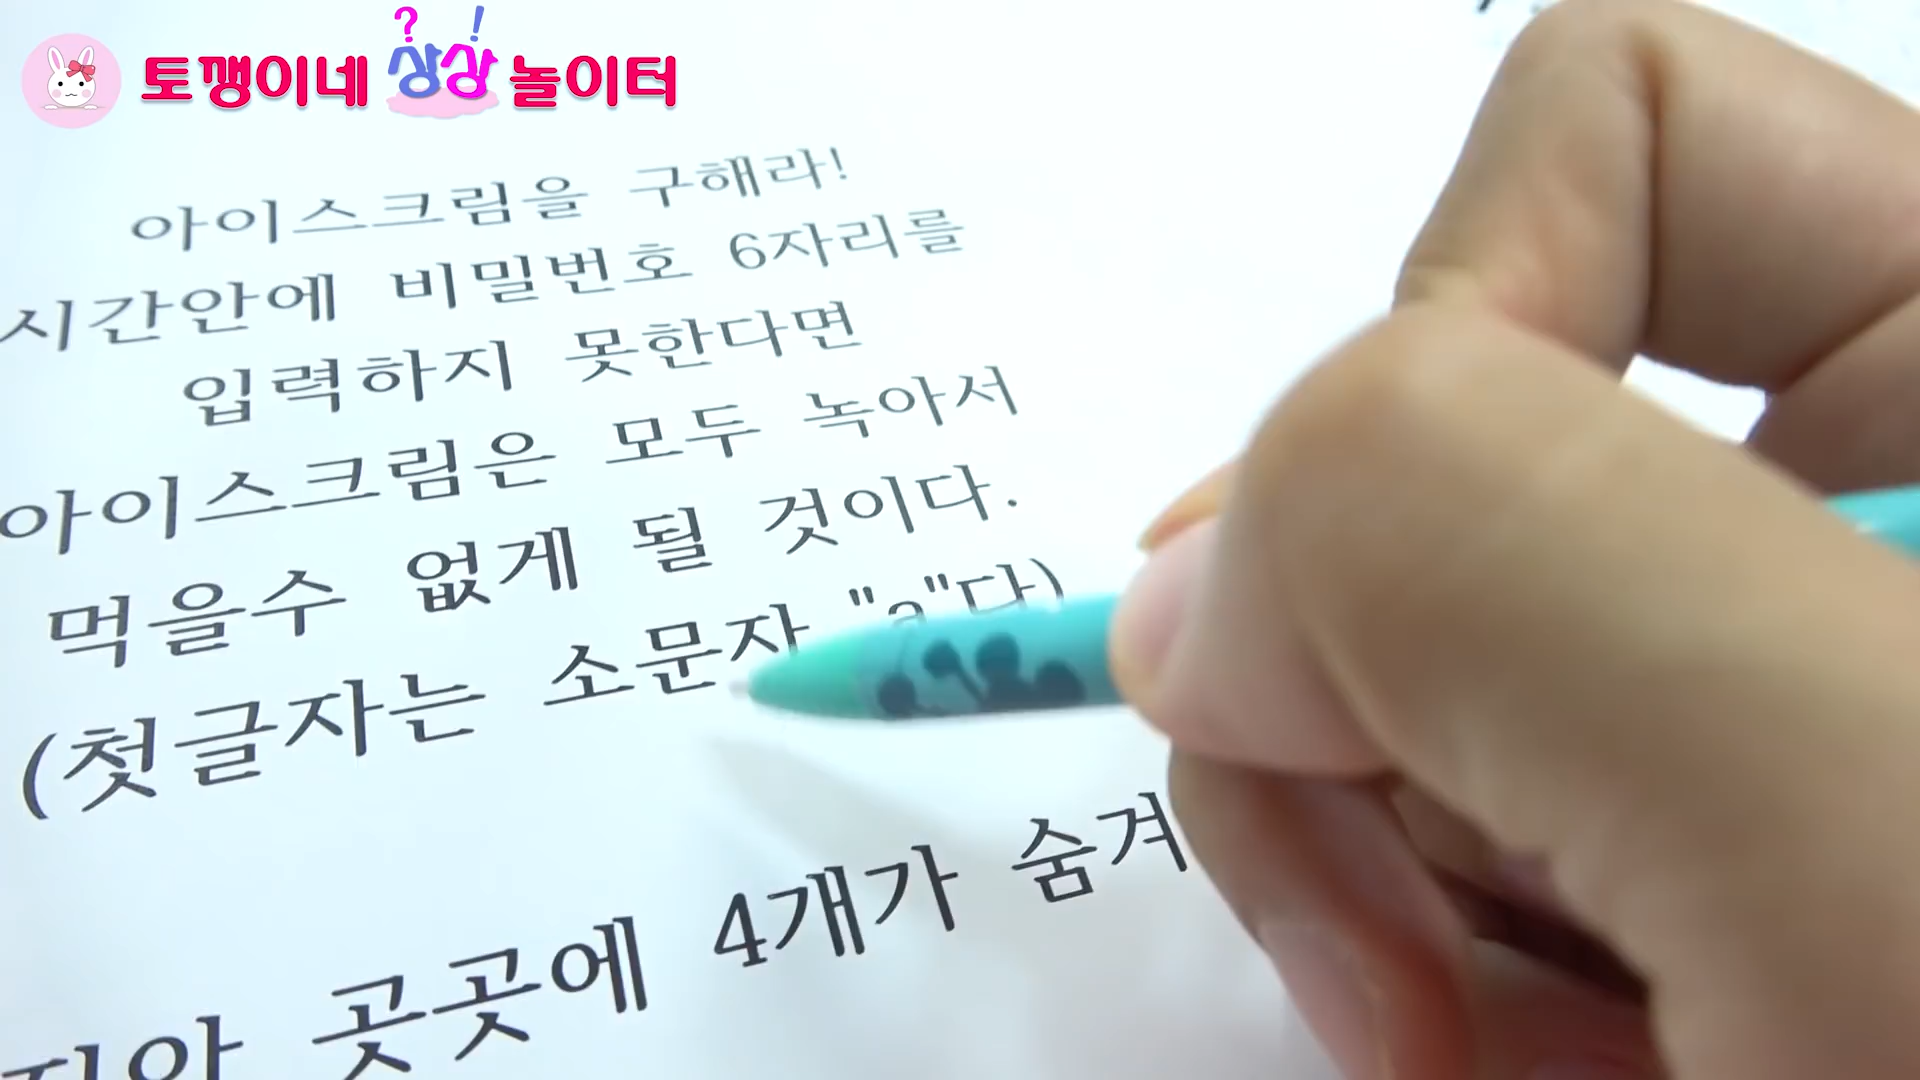 토깽이네 상상 놀이터
아이스크림을 구해라!
시간안에 비밀번호 6자리를
입력하지 못한다면
아이스크림은 모두 녹아서
먹을수 없게 될 것이다.
(첫글자는 소문자 "a"다)
곳곳에 4개가 숨겨